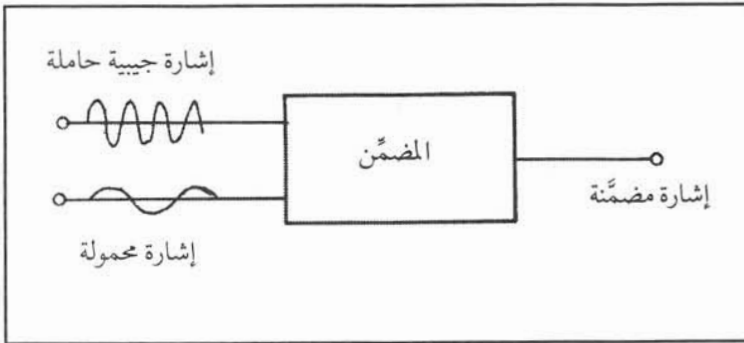 إشارة جيبية حاملة
المضمِّن
إشارة مضمَّنة
إشارة محمولة